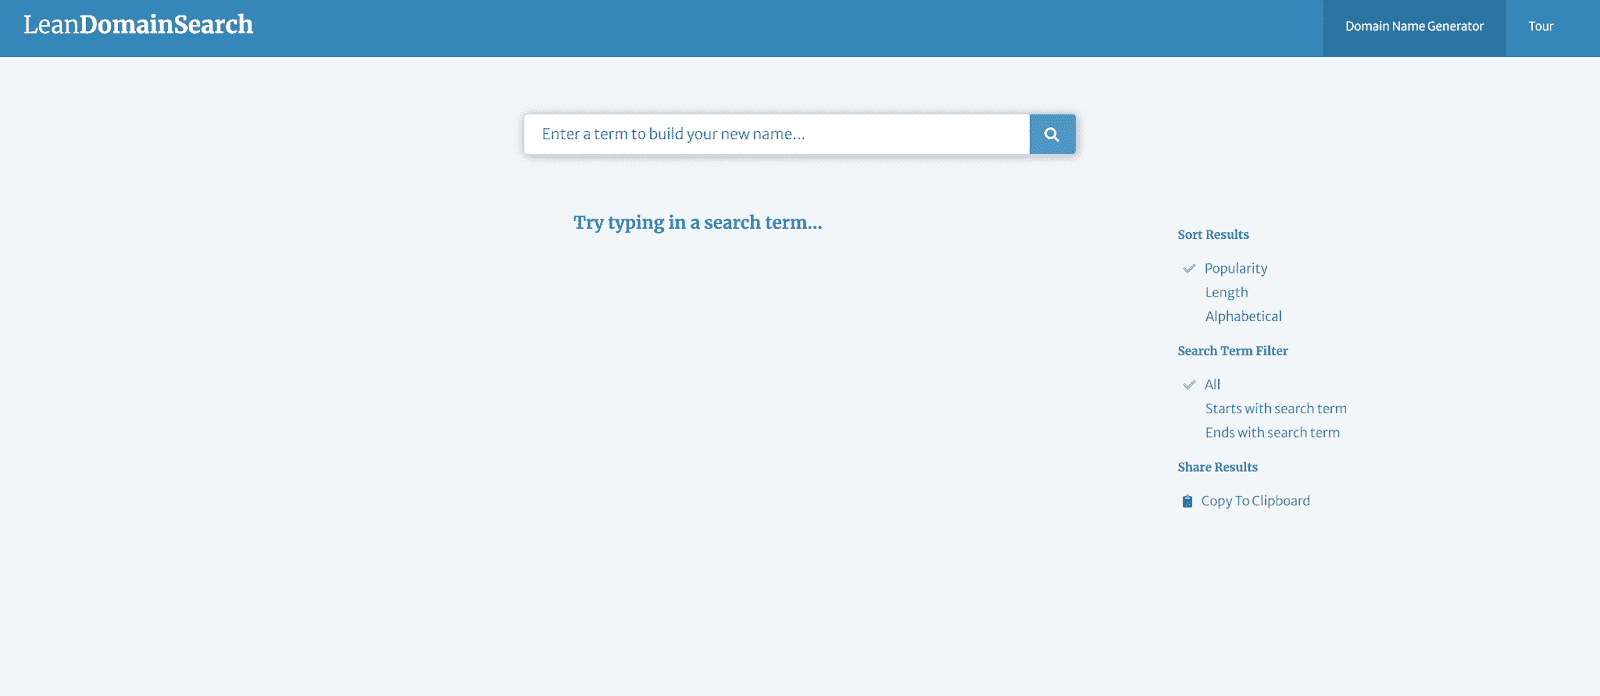 LeanDomainSearch
Domain Name Generator
Tour
Enter a term to build your new name...
Try typing in a search term...
Sort Results
Popularity
Length
Alphabetical
Search Term Filter
All
Starts with search term
Ends with search term
Share Results
Copy To Clipboard